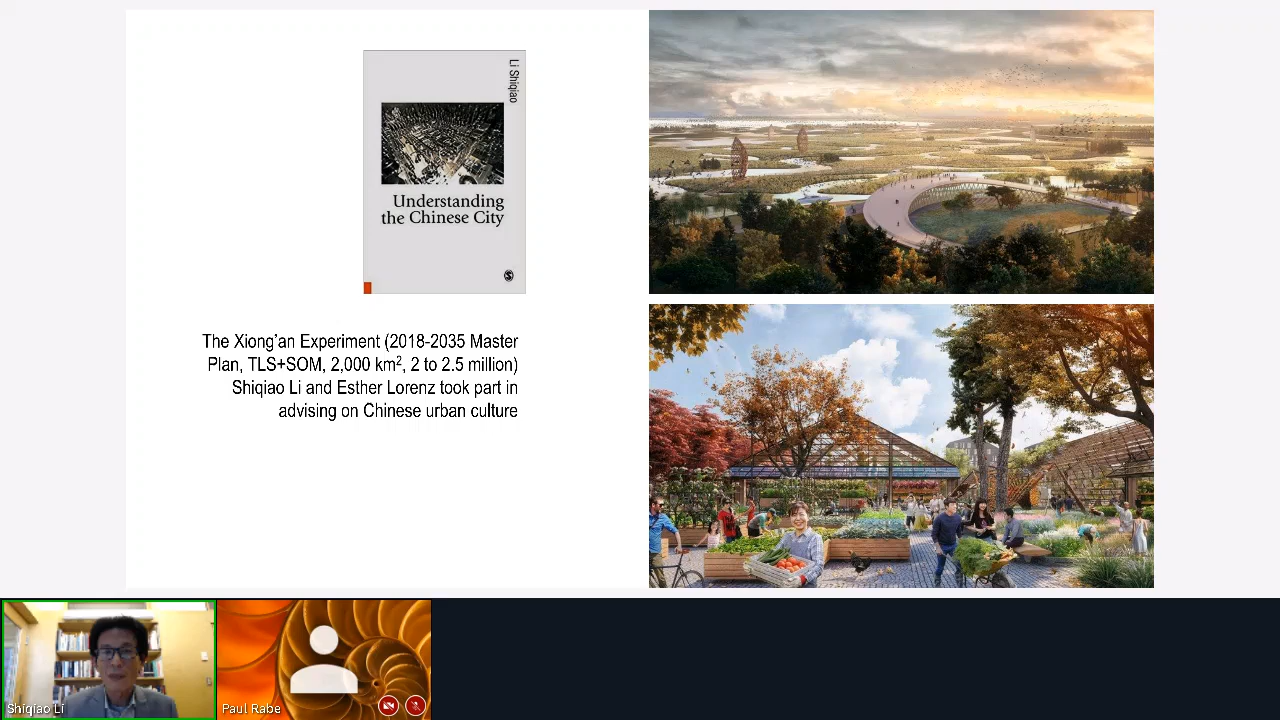 Li Shiqiao
Understanding
the Chinese City
The Xiong’an Experiment (2018-2035 Master
Plan, TLS+SOM, 2,000 km², 2 to 2.5 million)
Shiqiao Li and Esther Lorenz took part in
advising on Chinese urban culture
Shiqiao Li
Paul Rabe